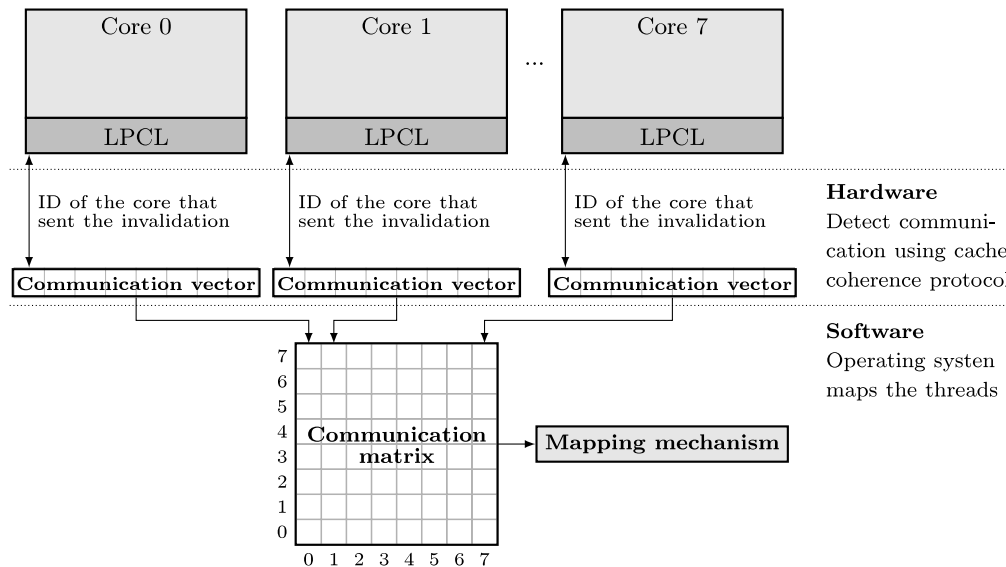 Core 0
Core 1
Core 7
...
LPCL
LPCL
LPCL
ID of the core that
sent the invalidation
ID of the core that
sent the invalidation
ID of the core that
sent the invalidation
Hardware
Detect communi-
cation using cache
coherence protocol
Communication vector
Communication vector
Communication vector
Software
Operating systen
maps the threads
7
6
5
4
3
2
1
0
Communication
matrix
Mapping mechanism
0 1 2 3 4 5 6 7